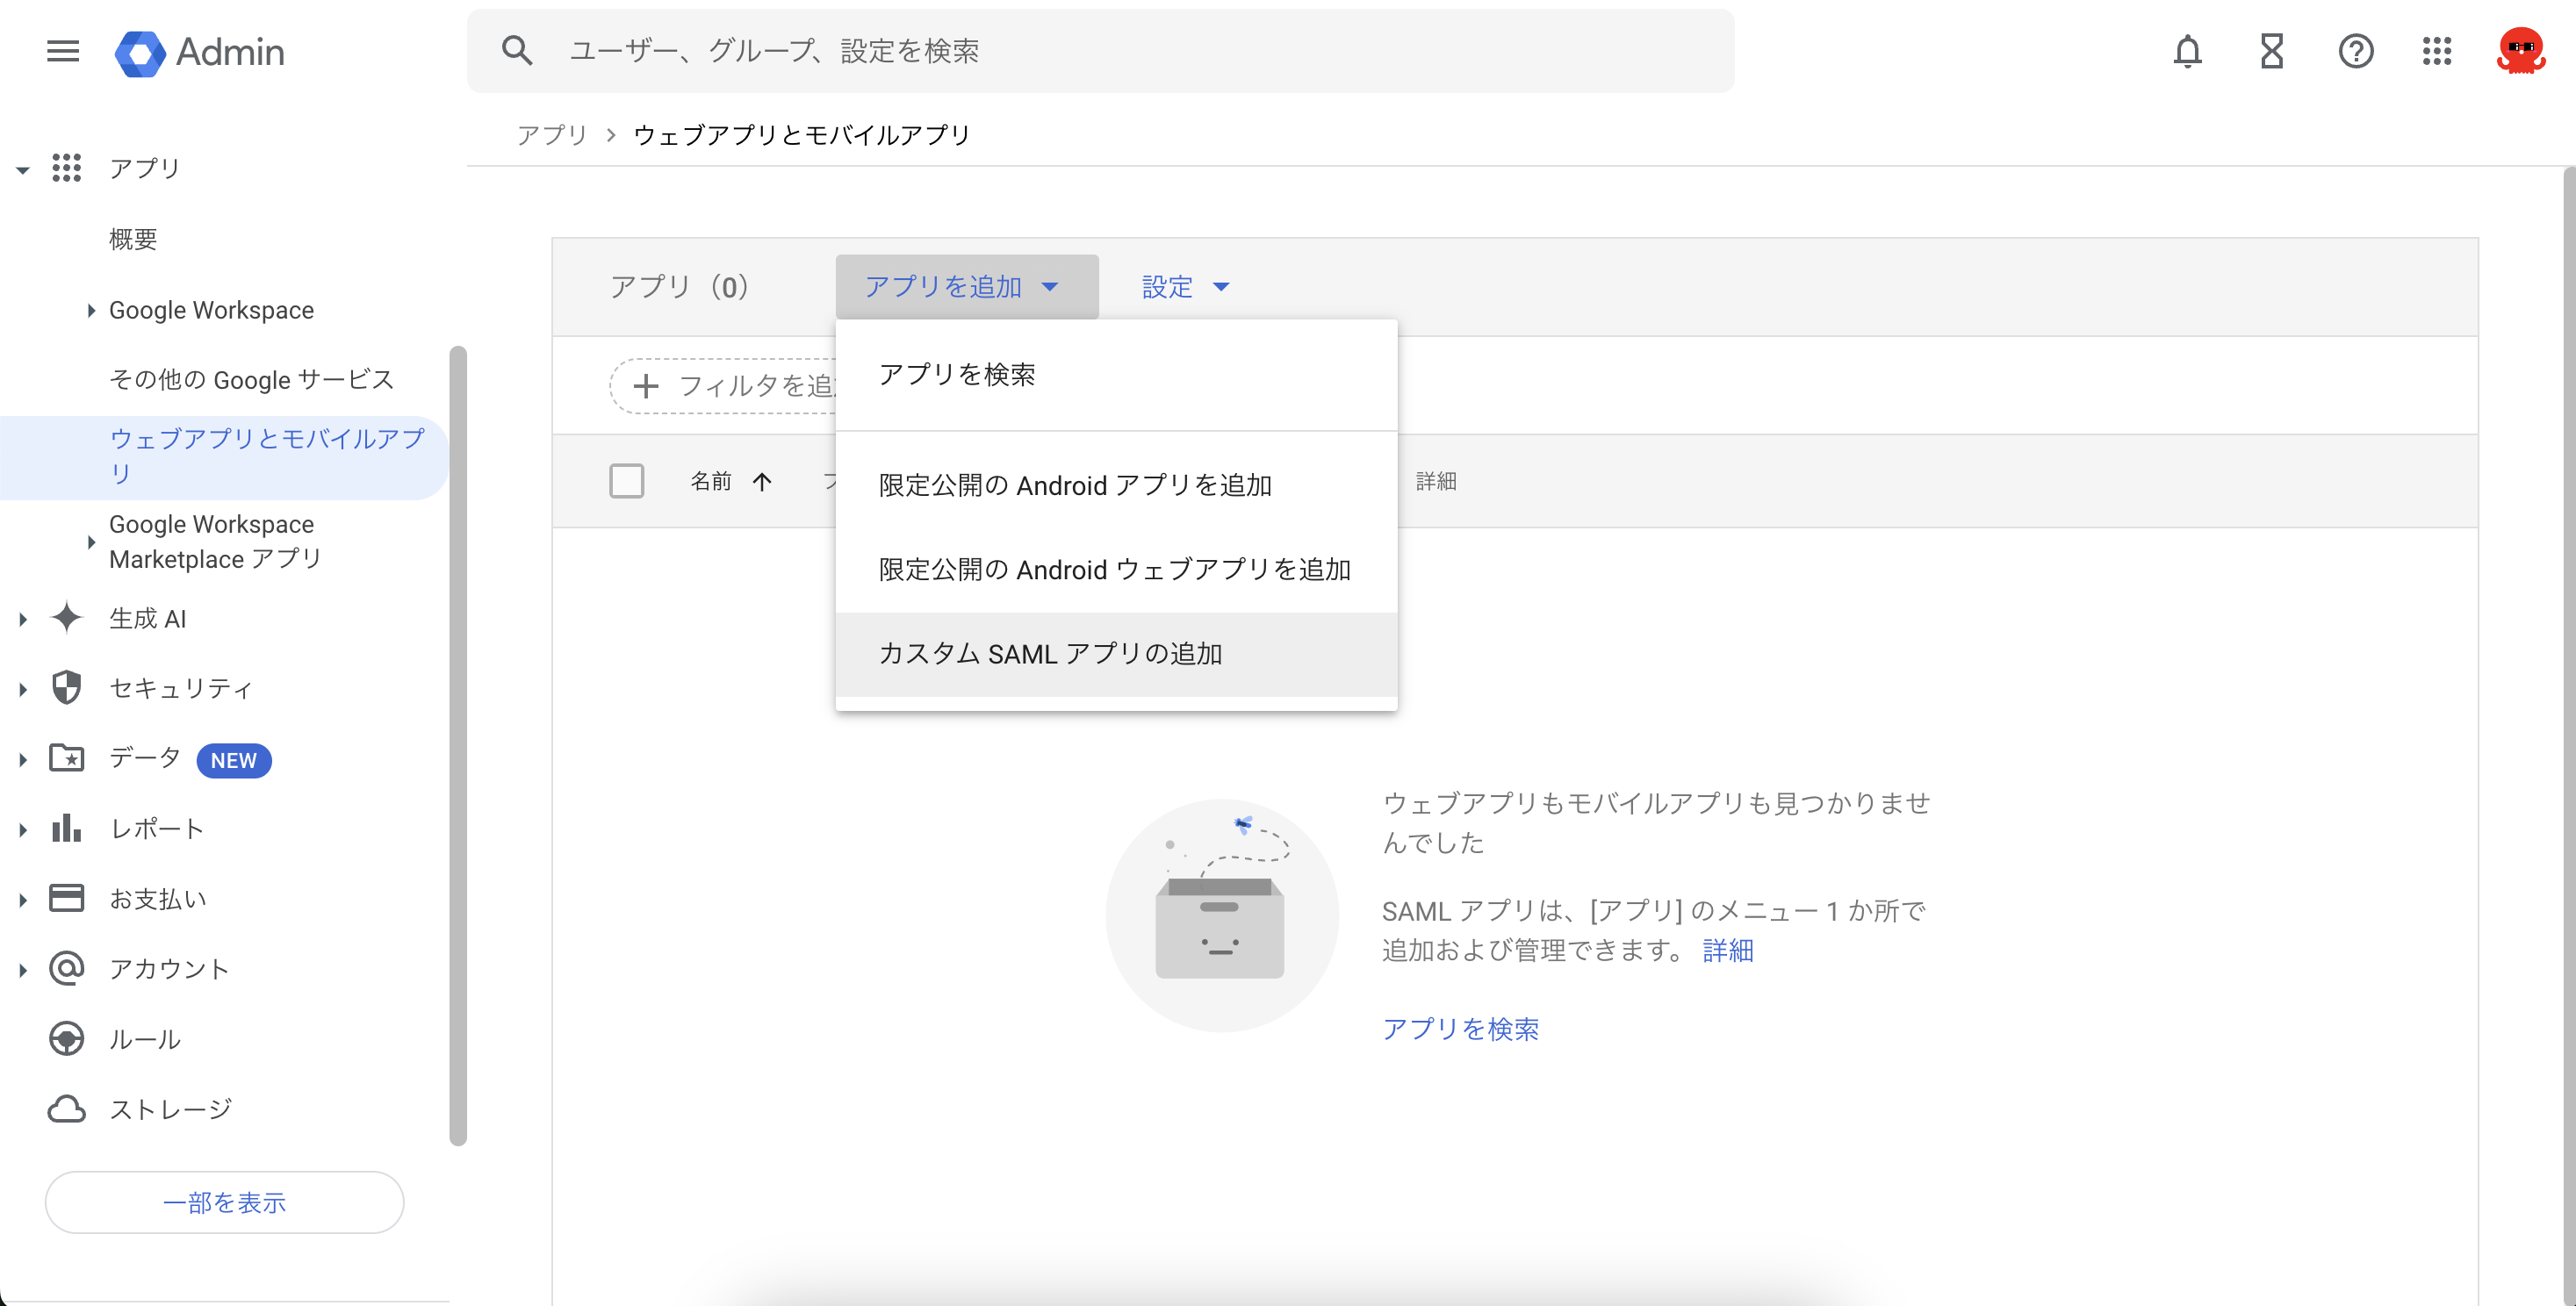 Admin
ユーザー、グループ、設定を検索
アプリ
概要
Google Workspace
その他の Google サービス
ウェブアプリとモバイルアプ
リ
Google Workspace
Marketplace アプリ
生成 AI
セキュリティ
データ NEW
レポート
お支払い
アカウント
ルール
ストレージ
一部を表示
アプリ > ウェブアプリとモバイルアプリ
アプリ（0） アプリを追加 設定
フィルタを追
名前 詳細
アプリを検索
限定公開の Android アプリを追加
限定公開の Android ウェブアプリを追加
カスタム SAML アプリの追加
ウェブアプリもモバイルアプリも見つかりませ
んでした
SAML アプリは、[アプリ] のメニュー 1 か所で
追加および管理できます。 詳細
アプリを検索